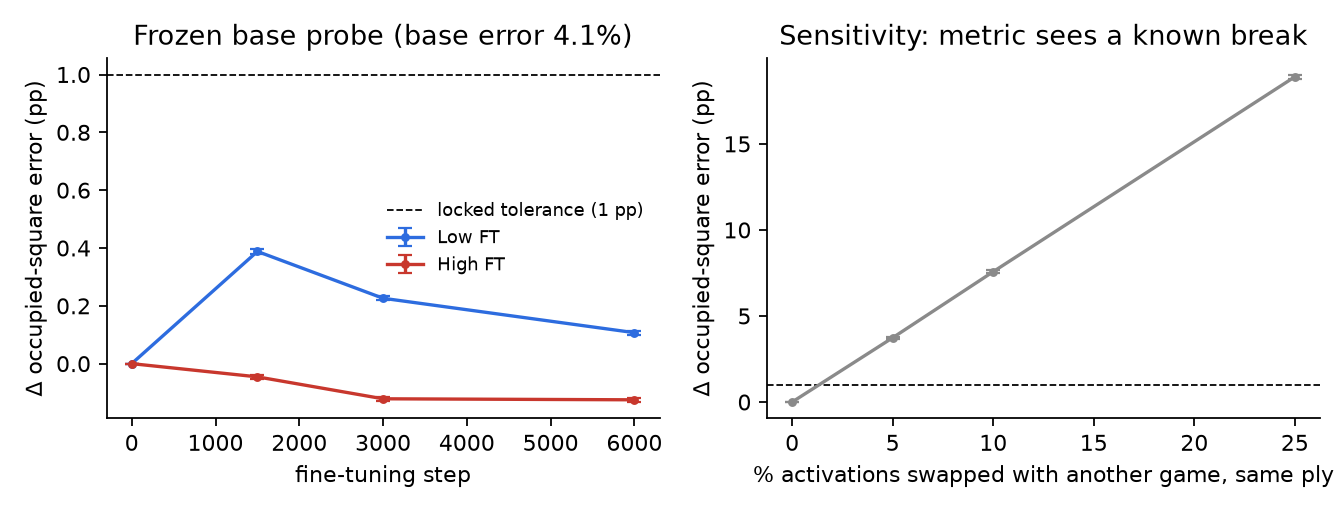 Frozen base probe (base error 4.1%)
Δ occupied-square error (pp)
1.0
0.8
0.6
0.4
0.2
0.0
locked tolerance (1 pp)
Low FT
High FT
0 1000 2000 3000 4000 5000 6000
fine-tuning step
Sensitivity: metric sees a known break
Δ occupied-square error (pp)
15
10
5
0
0 5 10 15 20 25
% activations swapped with another game, same ply